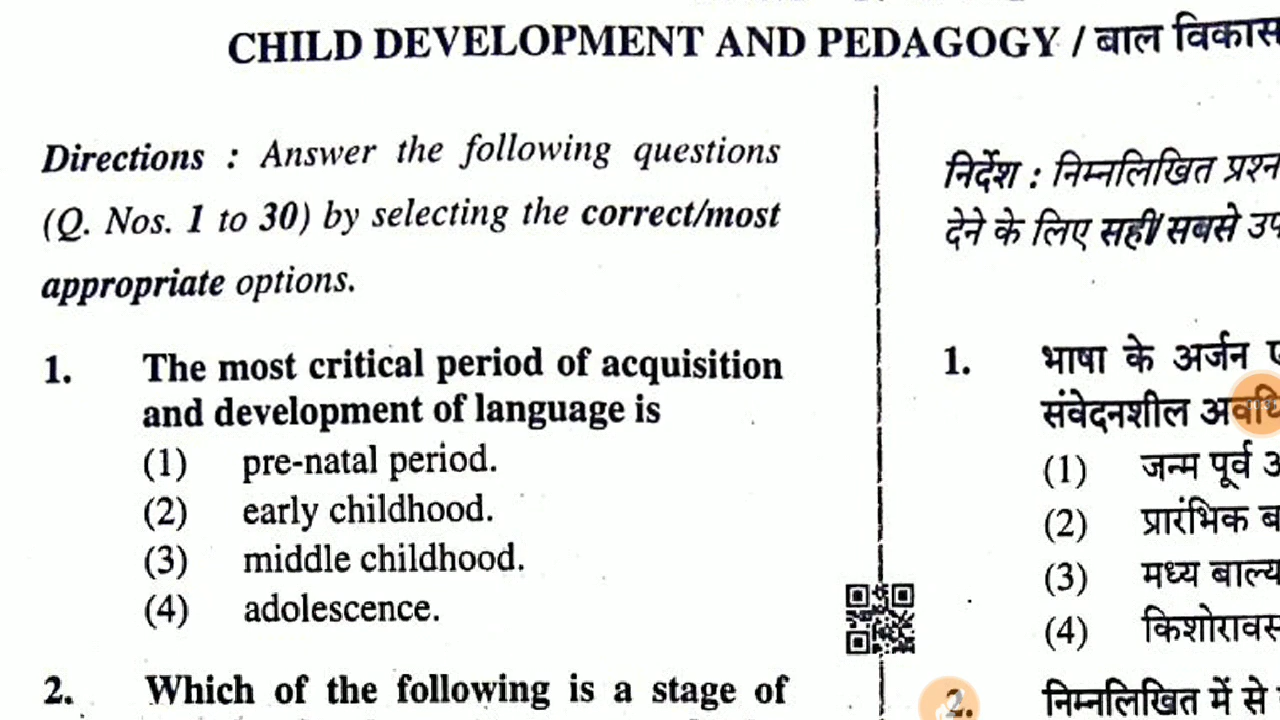 CHILD DEVELOPMENT AND PEDAGOGY / बाल विकास
Directions : Answer the following questions
(Q. Nos. 1 to 30) by selecting the correct/most
appropriate options.
1. The most critical period of acquisition
and development of language is
(1) pre-natal period.
(2) early childhood.
(3) middle childhood.
(4) adolescence.
2. Which of the following is a stage of
निर्देश : निम्नलिखित प्रश्न
देने के लिए सही/सबसे
1. भाषा के अर्जन
संवेदनशील अवधि
(1) जन्म पूर्व
(2) प्रारंभिक
(3) मध्य
(4)
2. निम्नलिखित में से